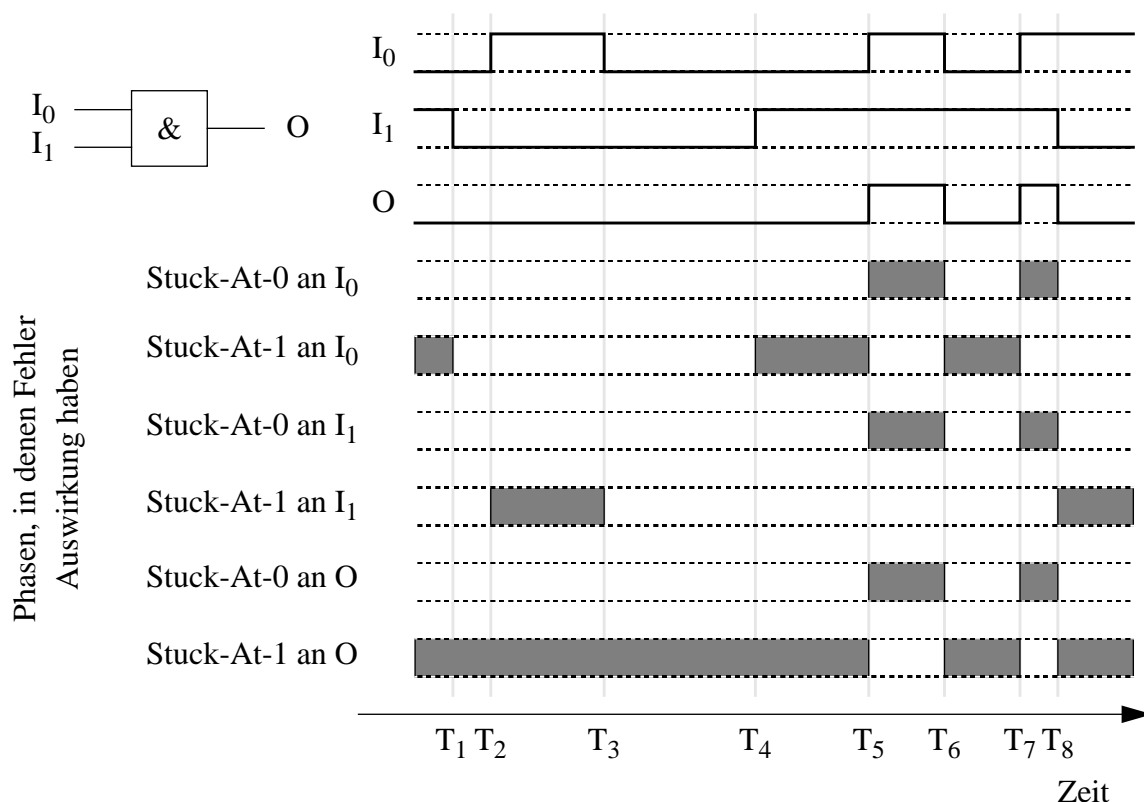 I0
I0
I1
&
O
I1
O
Stuck-At-0 an I0
Stuck-At-1 an I0
Stuck-At-0 an I1
Stuck-At-1 an I1
Stuck-At-0 an O
Stuck-At-1 an O
Phasen, in denen Fehler
Auswirkung haben
T1 T2 T3 T4 T5 T6 T7 T8
Zeit